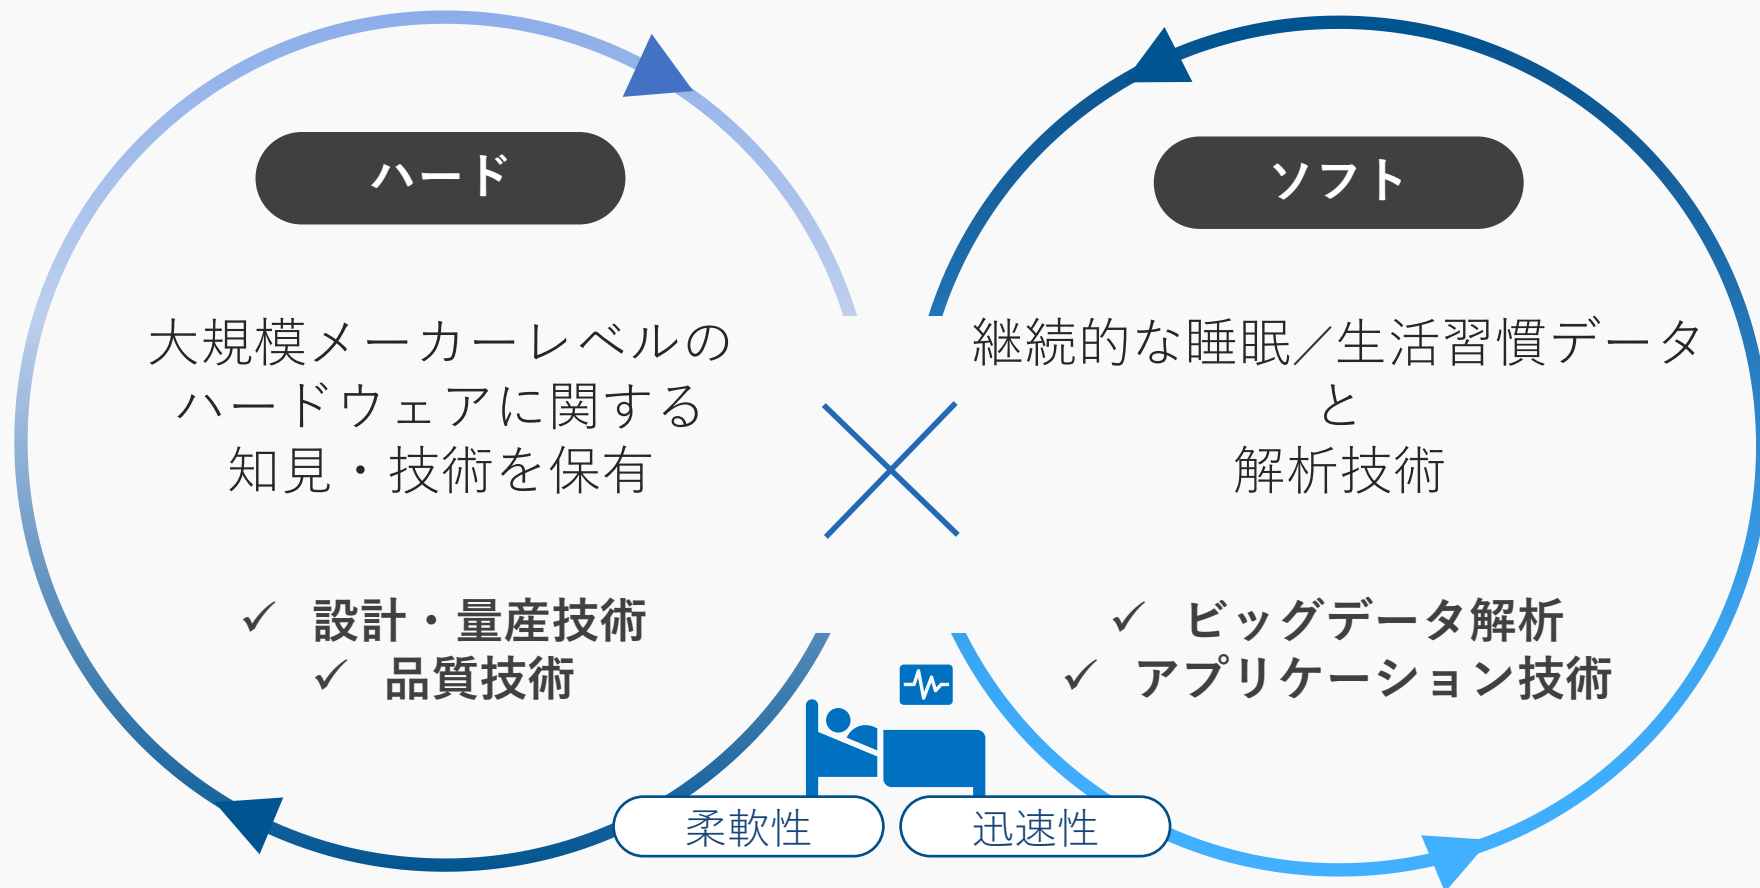 ハード
大規模メーカーレベルの
ハードウェアに関する
知見・技術を保有
✓ 設計・量産技術
✓ 品質技術
ソフト
継続的な睡眠／生活習慣データ
と
解析技術
✓ ビッグデータ解析
✓ アプリケーション技術
柔軟性
迅速性